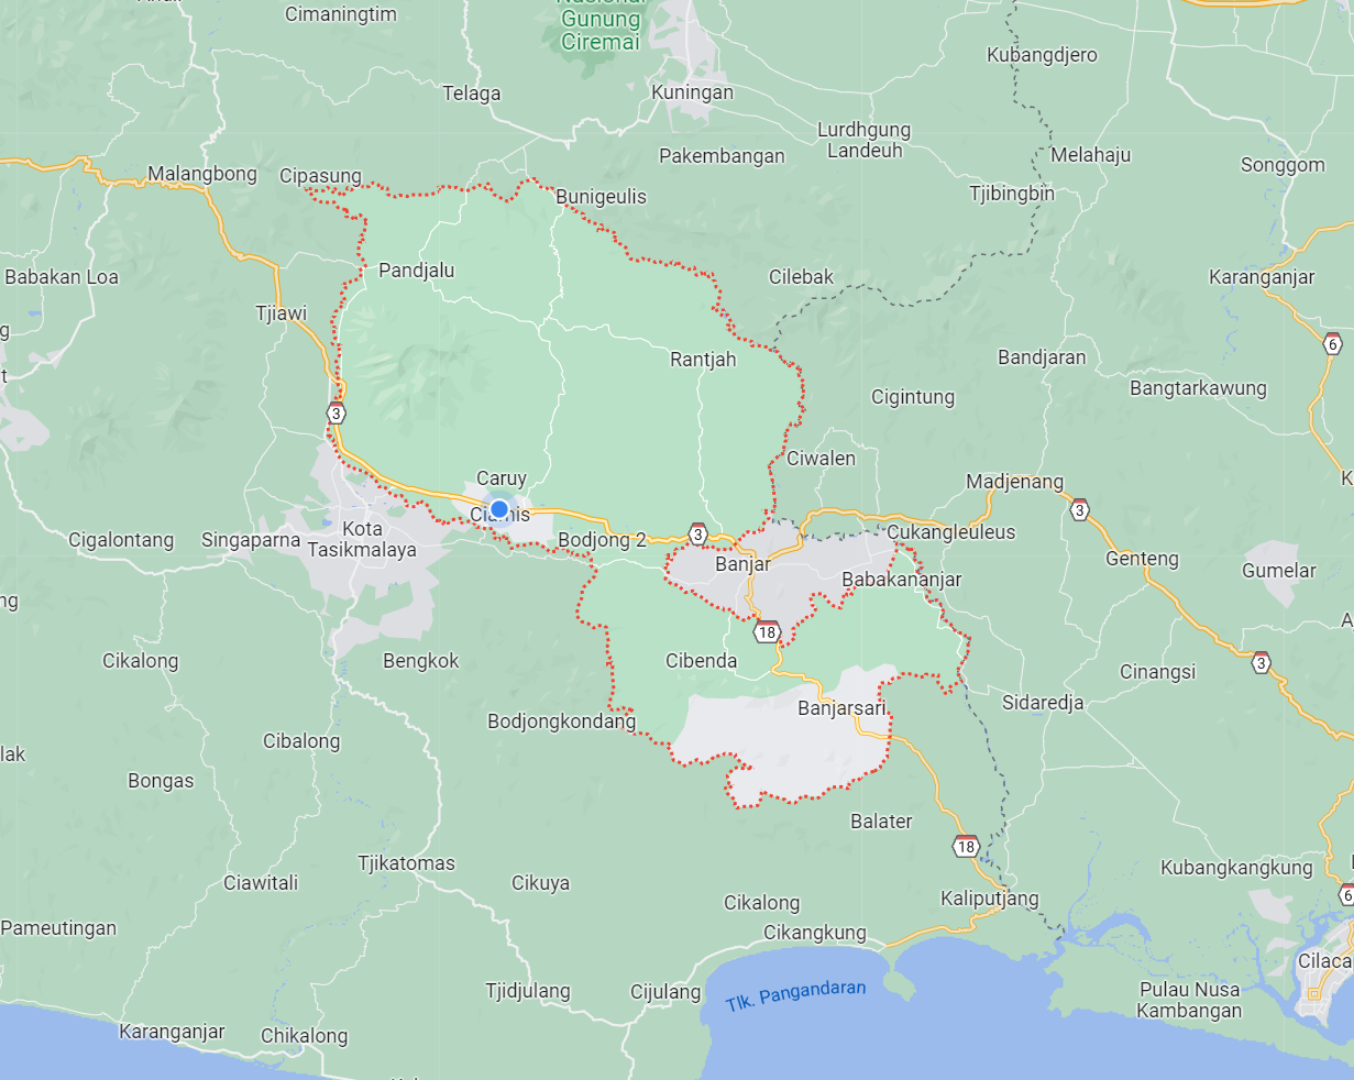 Cimaningtim
Nasional
Gunung
Ciremai
Kubangdjero
Telaga
Kuningan
Lurdhgung
Landeuh
Pakembangan
Melahaju
Songgom
Malangbong
Cipasung
Bunigeulis
Tjibingbin
Babakan Loa
Pandjalu
Cilebak
Karanganjar
Tjiawi
6
Rantjah
Bandjaran
Bangtarkawung
Cigintung
3
Ciwalen
Caruy
Madjenang
K
3
Ciamis
Kota
Tasikmalaya
Cigalontang
Singaparna
Bodjong 2
3
Cukangleuleus
Banjar
Genteng
Babakananjar
Gumelar
ng
A
18
Cikalong
Bengkok
Cibenda
3
Cinangsi
Banjarsari
Sidaredja
Bodjongkondang
Cibalong
lak
Bongas
Balater
18
Tjikatomas
Kubangkangkung
Ciawitali
Cikuya
Cikalong
Kaliputjang
6
Pameutingan
Cikangkung
Cilaca
Tjidjulang
Cijulang
Tlk. Pangandaran
Pulau Nusa
Kambangan
Karanganjar
Chikalong